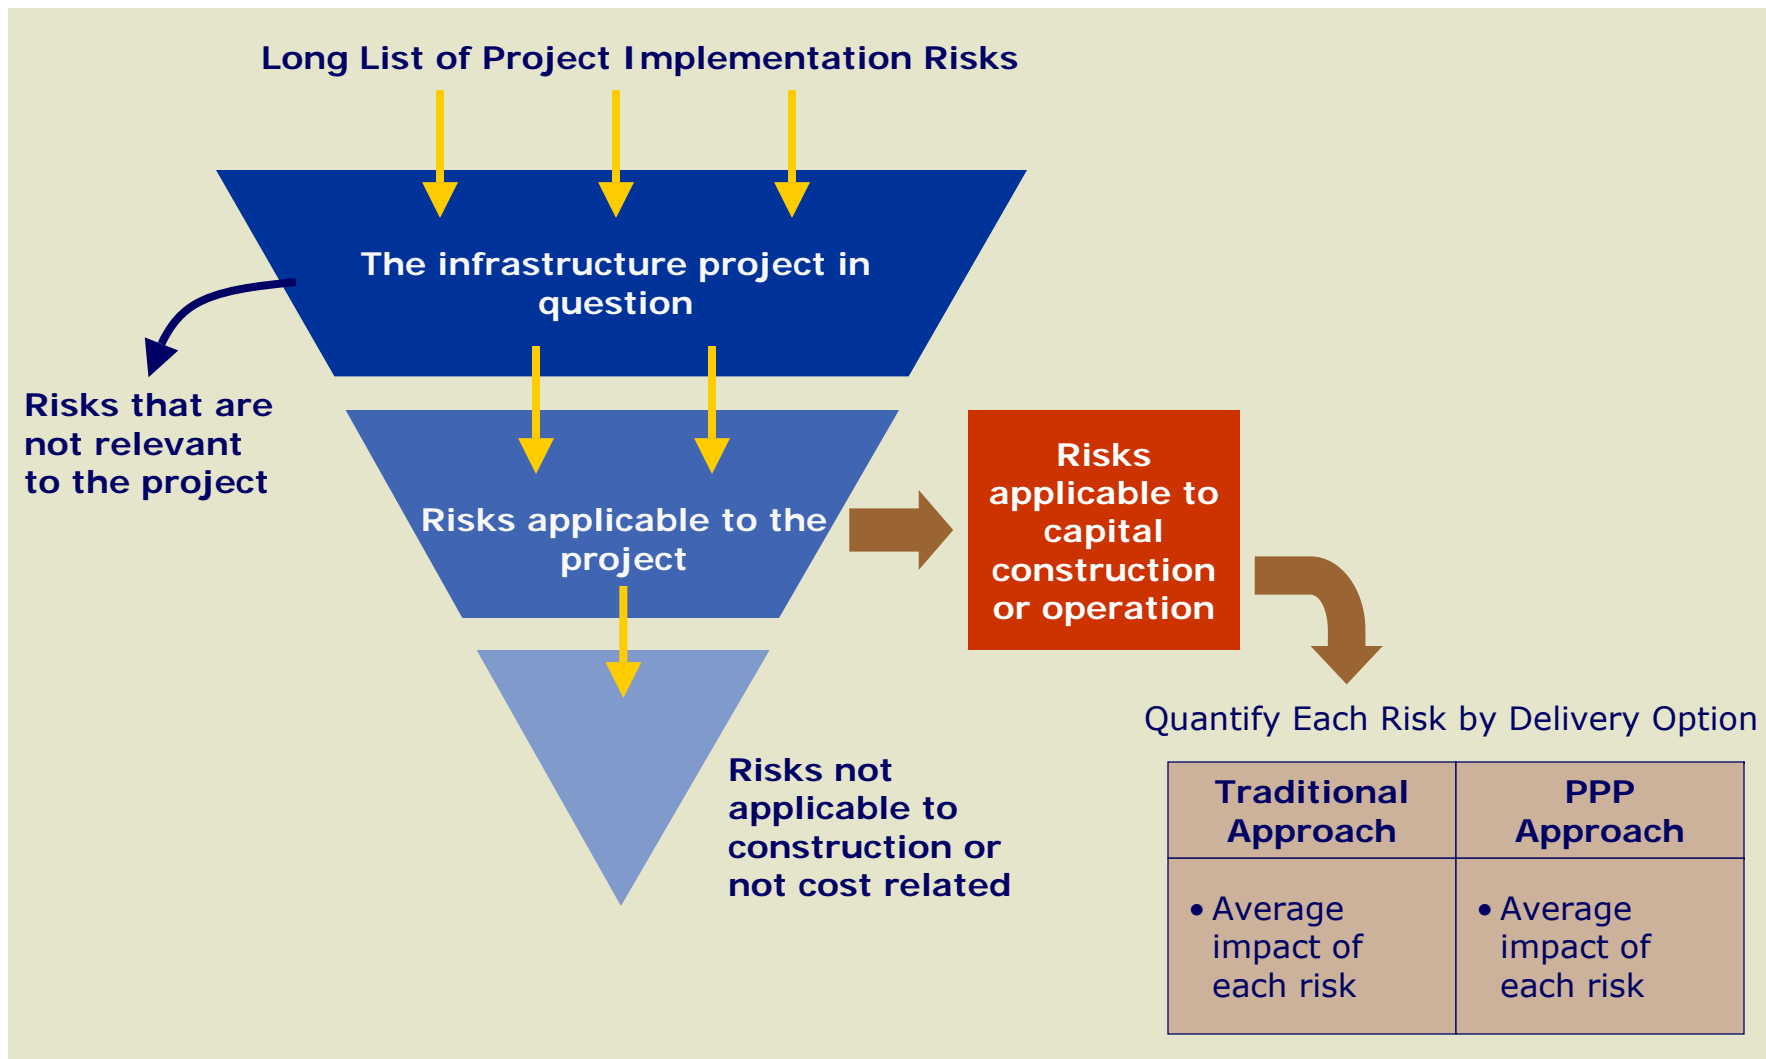 Long List of Project Implementation Risks
The infrastructure project in
question
Risks that are
not relevant
to the project
Risks applicable to the
project
Risks
applicable to
capital
construction
or operation
Risks not
applicable to
construction or
not cost related
Quantify Each Risk by Delivery Option
Traditional
Approach
PPP
Approach
• Average
impact of
each risk
• Average
impact of
each risk